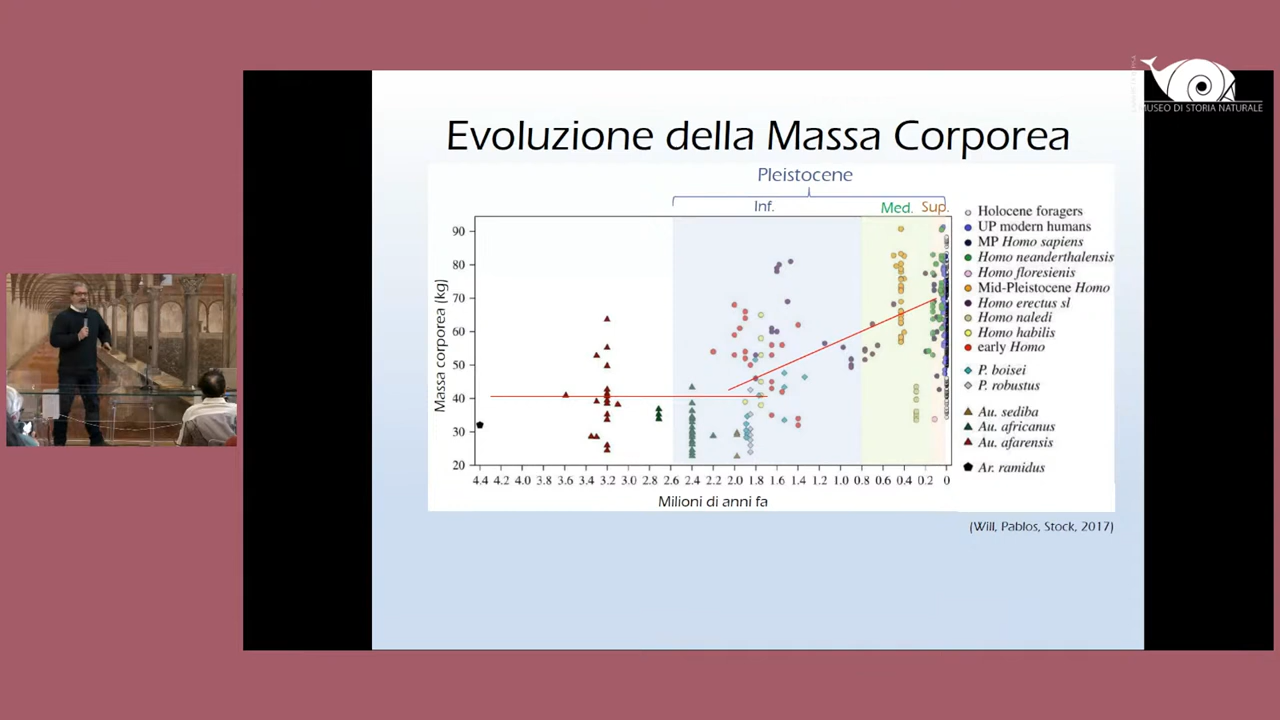 MUSEO DI STORIA NATURALE
Evoluzione della Massa Corporea
Pleistocene
Inf. Med. Sup.
Massa corporea (kg)
90
80
70
60
50
40
30
20
4.4 4.2 4.0 3.8 3.6 3.4 3.2 3.0 2.8 2.6 2.4 2.2 2.0 1.8 1.6 1.4 1.2 1.0 0.8 0.6 0.4 0.2 0
Milioni di anni fa
Holocene foragers
UP modern humans
MP Homo sapiens
Homo neanderthalensis
Homo floresienis
Mid-Pleistocene Homo
Homo erectus sl
Homo naledi
Homo habilis
early Homo
P. boisei
P. robustus
Au. sediba
Au. africanus
Au. afarensis
Ar. ramidus
(Will, Pablos, Stock, 2017)